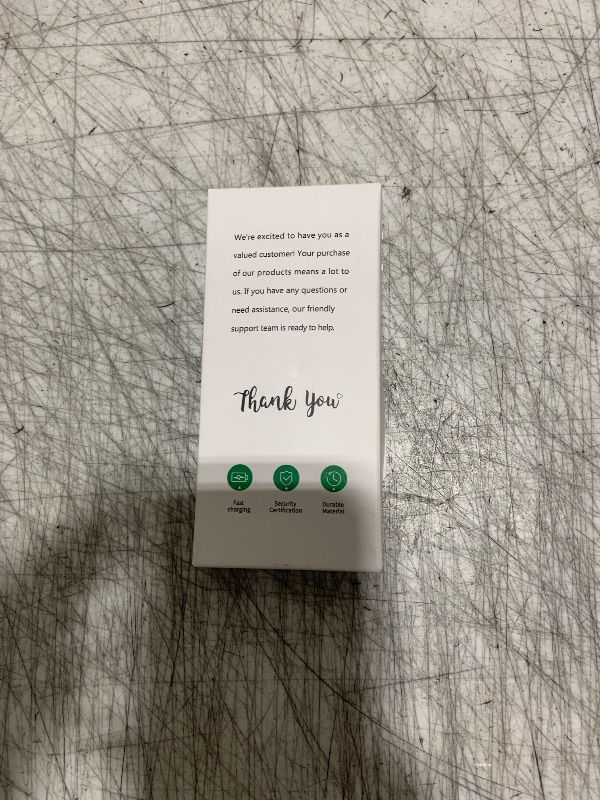 We're excited to have you as a
valued customer! Your purchase
of our products means a lot to
us. If you have any questions or
need assistance, our friendly
support team is ready to help.
Thank You
Fast Security Durable
charging Certification Material